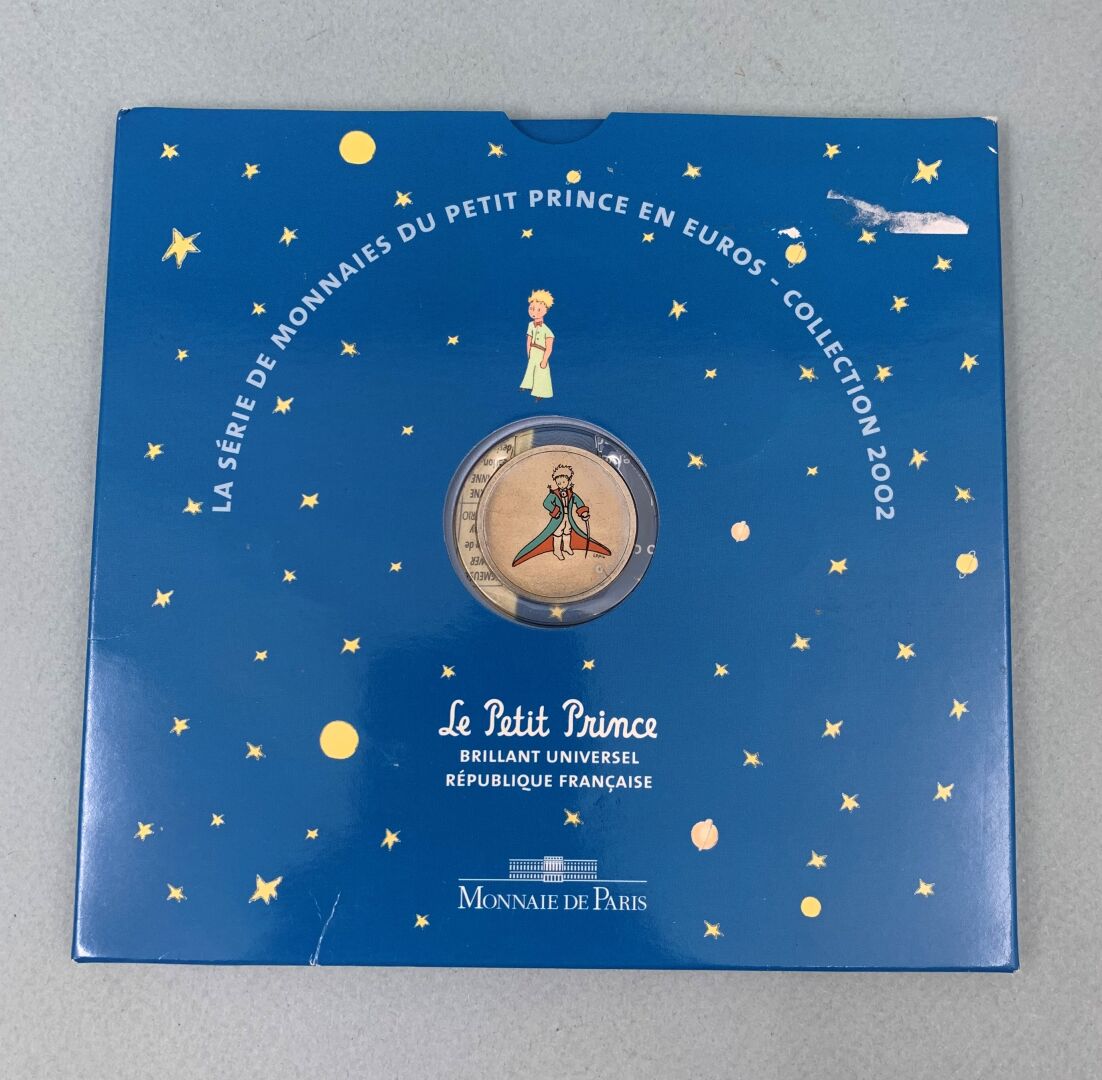 LA SÉRIE DE MONNAIES DU PETIT PRINCE EN EUROS - COLLECTION 2002
Le Petit Prince
BRILLANT UNIVERSEL
RÉPUBLIQUE FRANÇAISE
MONNAIE DE PARIS